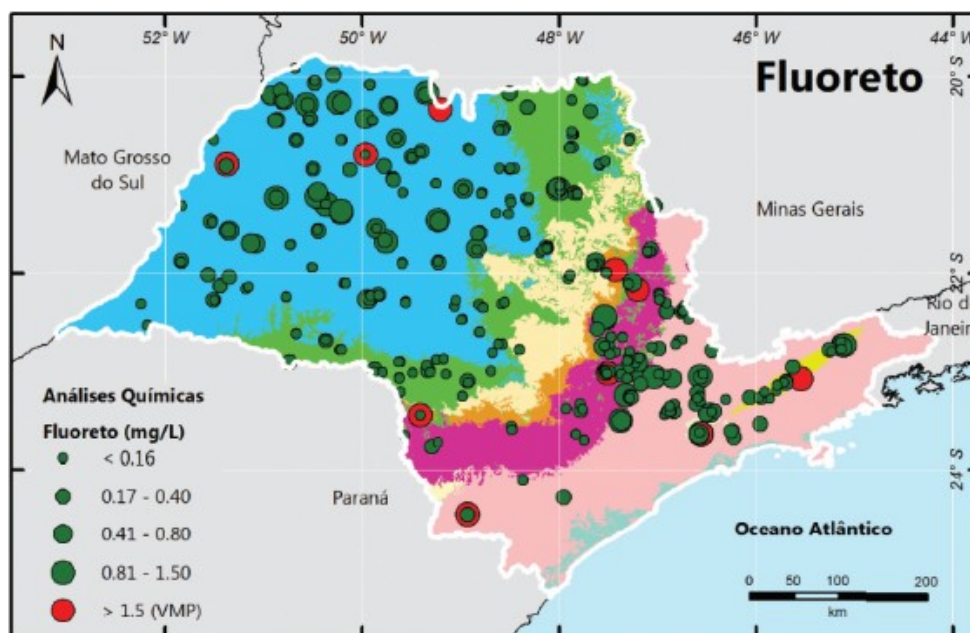 52° W
50° W
48° W
46° W
44° W
N
Fluoreto
20° S
Mato Grosso
do Sul
Minas Gerais
22° S
Rio d
Janeir
Análises Químicas
Fluoreto (mg/L)
< 0.16
0.17 - 0.40
0.41 - 0.80
0.81 - 1.50
> 1.5 (VMP)
Paraná
24° S
Oceano Atlântico
0 50 100 200
km